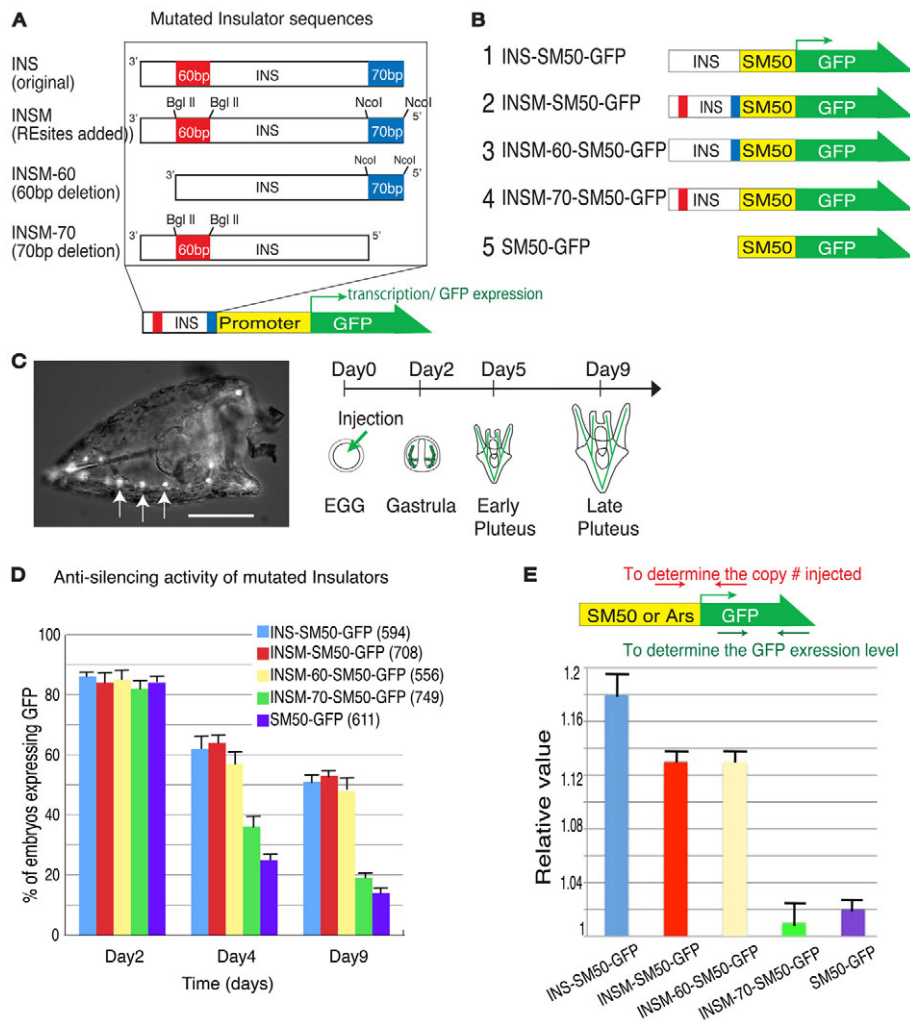 A
Mutated Insulator sequences
INS
(original)
3'
60bp
INS
70bp
Bgl II
Bgl II
NcoI
NcoI
INSM
(REsites added))
3'
60bp
INS
70bp
5'
NcoI
NcoI
INSM-60
(60bp deletion)
3'
INS
70bp
5'
Bgl II
Bgl II
INSM-70
(70bp deletion)
3'
60bp
INS
5'
transcription/ GFP expression
INS
Promoter
GFP
B
1 INS-SM50-GFP
INS
SM50
GFP
2 INSM-SM50-GFP
INS
SM50
GFP
3 INSM-60-SM50-GFP
INS
SM50
GFP
4 INSM-70-SM50-GFP
INS
SM50
GFP
5 SM50-GFP
SM50
GFP
C
Day0 Day2 Day5 Day9
Injection
EGG
Gastrula
Early
Pluteus
Late
Pluteus
D
Anti-silencing activity of mutated Insulators
INS-SM50-GFP (594)
INSM-SM50-GFP (708)
INSM-60-SM50-GFP (556)
INSM-70-SM50-GFP (749)
SM50-GFP (611)
% of embryos expressing GFP
100
80
60
40
20
0
Day2 Day4 Day9
Time (days)
E
To determine the copy # injected
SM50 or Ars
GFP
To determine the GFP exression level
Relative value
1.2
1.16
1.12
1.08
1.04
1
INS-SM50-GFP
INSM-SM50-GFP
INSM-60-SM50-GFP
INSM-70-SM50-GFP
SM50-GFP